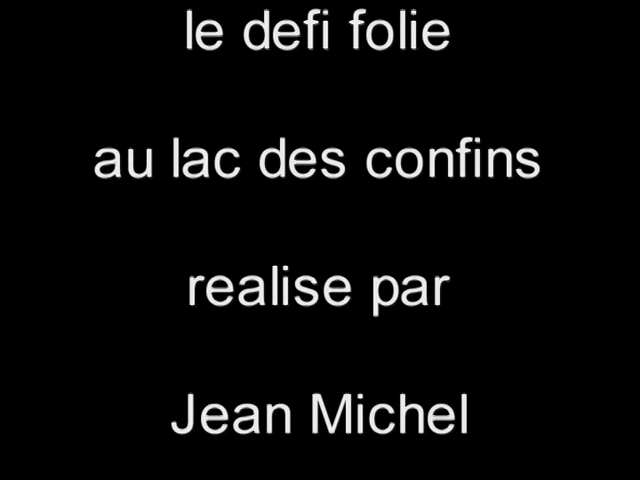 le defi folie
au lac des confins
realise par
Jean Michel